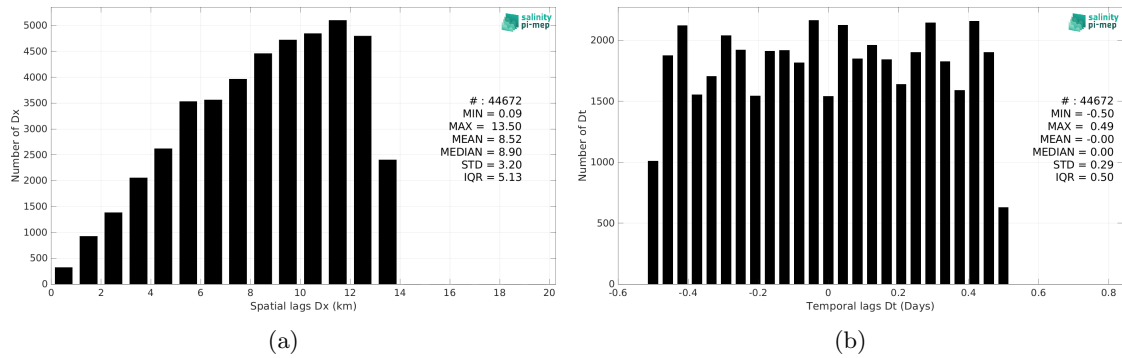 5000
4500
4000
3500
3000
2500
2000
1500
1000
500
0
Number of Dx
salinity
pi-mep
# : 44672
MIN = 0.09
MAX = 13.50
MEAN = 8.52
MEDIAN = 8.90
STD = 3.20
IQR = 5.13
0 2 4 6 8 10 12 14 16 18 20
Spatial lags Dx (km)
(a)
2000
1500
1000
500
0
Number of Dt
salinity
pi-mep
# : 44672
MIN = -0.50
MAX = 0.49
MEAN = -0.00
MEDIAN = 0.00
STD = 0.29
IQR = 0.50
-0.6 -0.4 -0.2 0 0.2 0.4 0.6 0.8
Temporal lags Dt (Days)
(b)